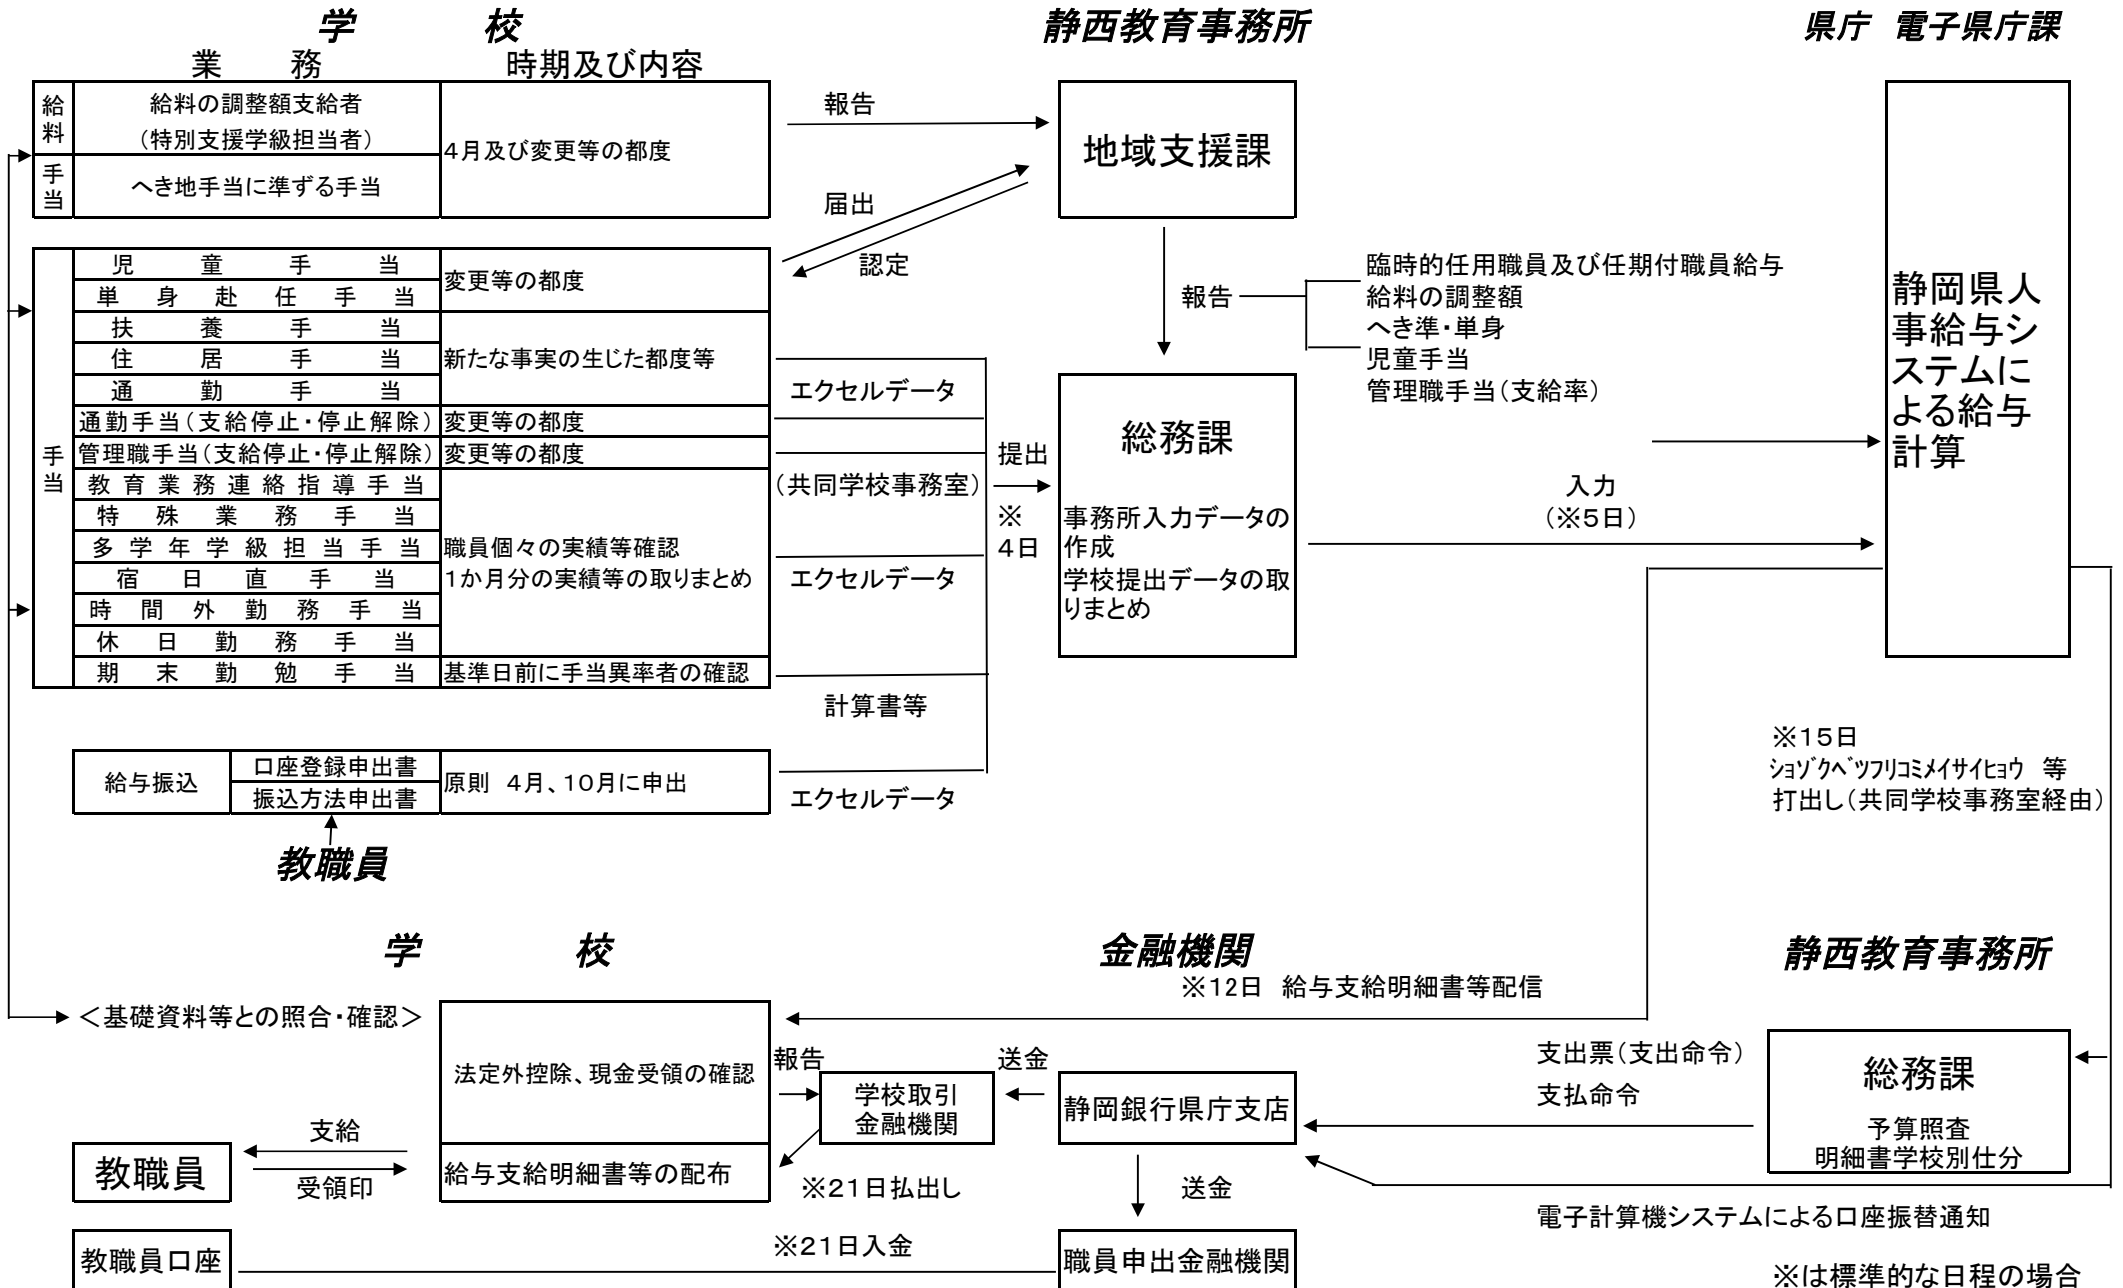 学　校
静西教育事務所
県庁　電子県庁課
業　務
時期及び内容
給料
給料の調整額支給者
（特別支援学級担当者）
4月及び変更等の都度
手当
へき地手当に準ずる手当
報告
地域支援課
届出
認定
手当
児童手当
変更等の都度
単身赴任手当
扶養手当
新たな事実の生じた都度等
住居手当
通勤手当
通勤手当（支給停止・停止解除）
変更等の都度
管理職手当（支給停止・停止解除）
変更等の都度
教育業務連絡指導手当
特殊業務手当
多学年学級担当手当
職員個々の実績等確認
宿日直手当
1か月分の実績等の取りまとめ
時間外勤務手当
休日勤務手当
期末勤勉手当
基準日前に手当異率者の確認
エクセルデータ
（共同学校事務室）
エクセルデータ
計算書等
提出
※
4日
報告
臨時的任用職員及び任期付職員給与
給料の調整額
へき準・単身
児童手当
管理職手当（支給率）
総務課
事務所入力データの
作成
学校提出データの取
りまとめ
入力
（※5日）
静岡県人
事給与シ
ステムに
よる給与
計算
給与振込
口座登録申出書
振込方法申出書
原則　4月、10月に申出
エクセルデータ
教職員
※15日
ｼｮｿﾞｸﾍﾞﾂﾌﾘｺﾐﾒｲｻｲﾋｮｳ　等
打出し（共同学校事務室経由）
学　校
金融機関
静西教育事務所
※12日　給与支給明細書等配信
＜基礎資料等との照合・確認＞
法定外控除、現金受領の確認
報告
学校取引
金融機関
送金
静岡銀行県庁支店
支出票（支出命令）
支払命令
総務課
予算照査
明細書学校別仕分
教職員
支給
受領印
給与支給明細書等の配布
※21日払出し
送金
電子計算機システムによる口座振替通知
教職員口座
※21日入金
職員申出金融機関
※は標準的な日程の場合